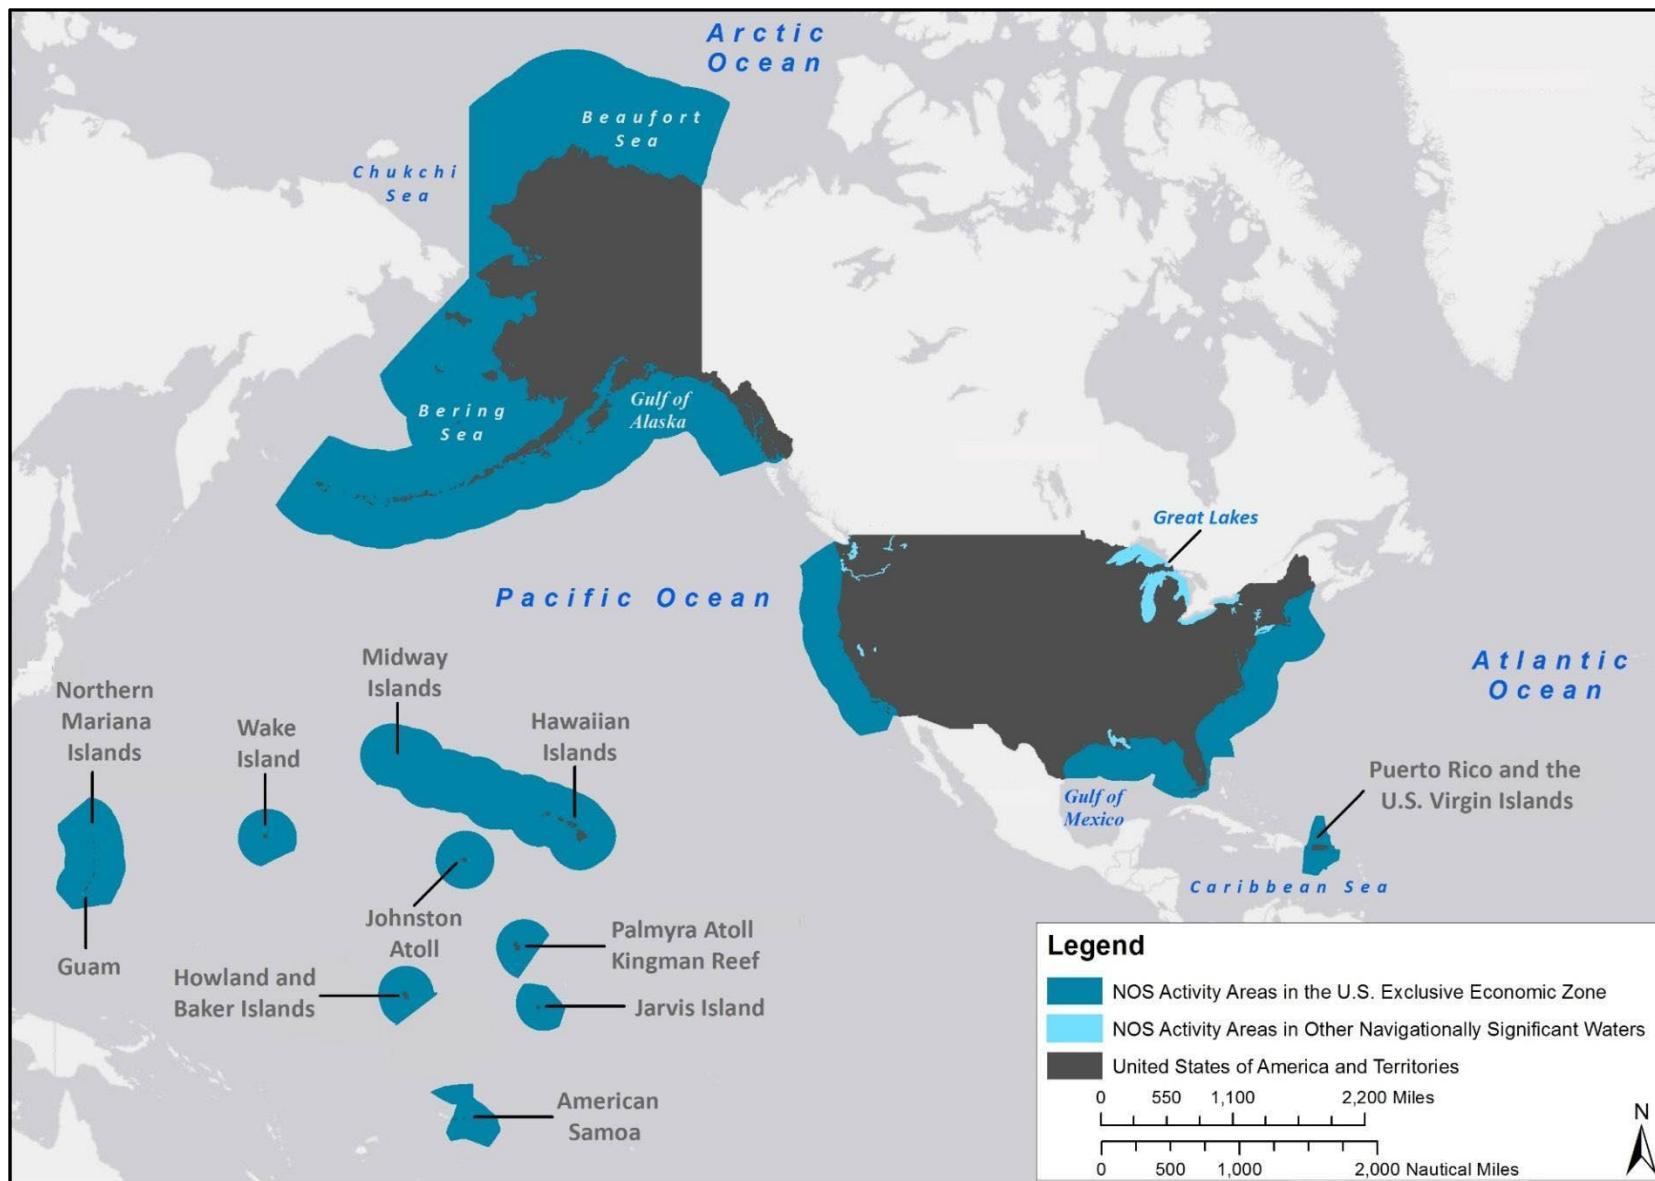 Arctic
Ocean
Beaufort
Sea
Chukchi
Sea
Bering
Sea
Gulf of
Alaska
Great Lakes
Pacific Ocean
Atlantic
Ocean
Midway
Islands
Northern
Mariana
Islands
Wake
Island
Hawaiian
Islands
Puerto Rico and the
U.S. Virgin Islands
Gulf of
Mexico
Caribbean Sea
Johnston
Atoll
Palmyra Atoll
Kingman Reef
Guam
Howland and
Baker Islands
Jarvis Island
American
Samoa
Legend
NOS Activity Areas in the U.S. Exclusive Economic Zone
NOS Activity Areas in Other Navigationally Significant Waters
United States of America and Territories
0 550 1,100 2,200 Miles
0 500 1,000 2,000 Nautical Miles
N